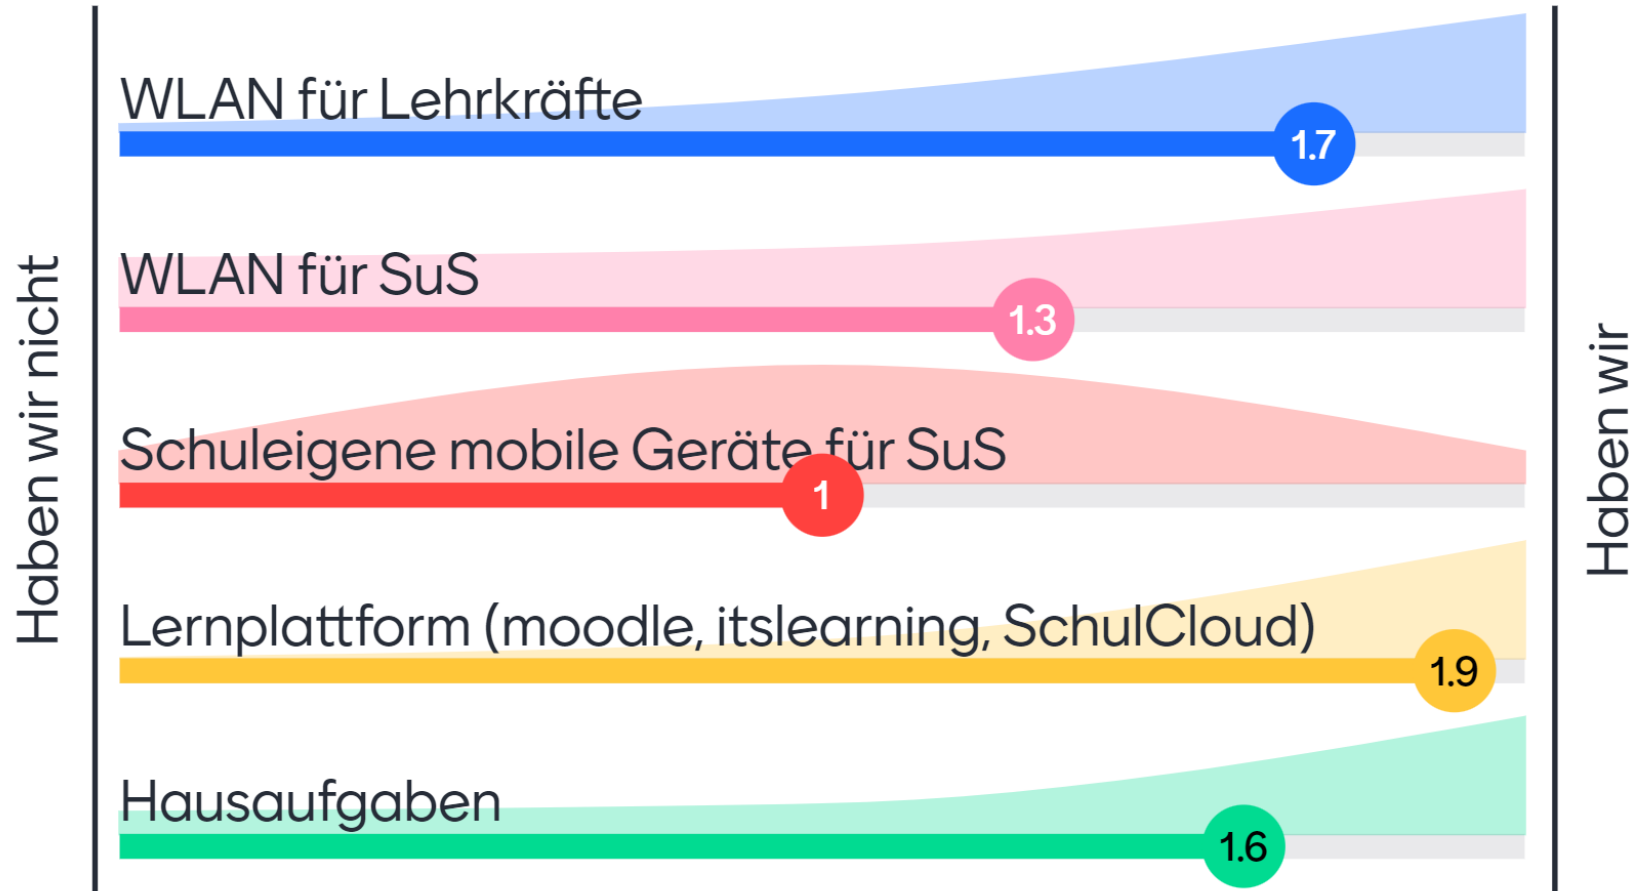 Haben wir nicht
WLAN für Lehrkräfte
1.7
WLAN für SuS
1.3
Schuleigene mobile Geräte für SuS
1
Lernplattform (moodle, itslearning, SchulCloud)
1.9
Hausaufgaben
1.6
Haben wir